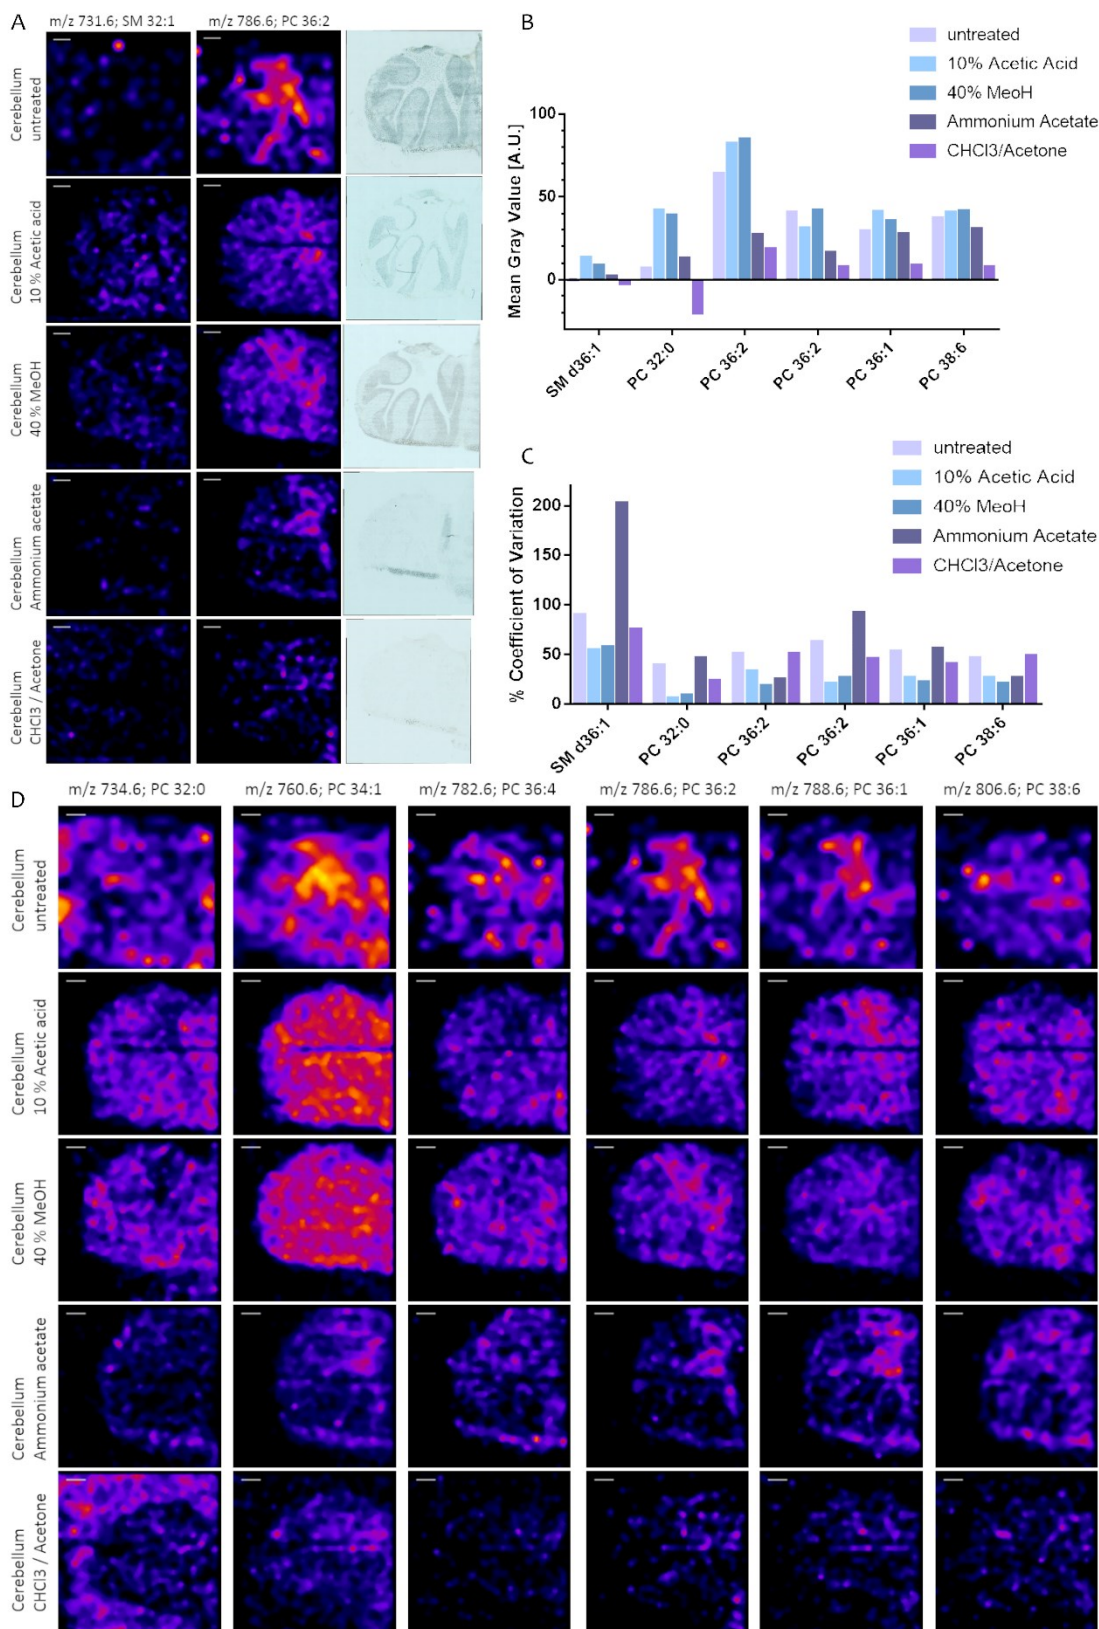 A
m/z 731.6; SM 32:1
m/z 786.6; PC 36:2
Cerebellum
untreated
Cerebellum
10 % Acetic acid
Cerebellum
40 % MeOH
Cerebellum
Ammonium acetate
Cerebellum
CHCl3 / Acetone
B
untreated
10% Acetic Acid
40% MeoH
Ammonium Acetate
CHCl3/Acetone
Mean Gray Value [A.U.]
100
50
0
SM d36:1
PC 32:0
PC 36:2
PC 36:2
PC 36:1
PC 38:6
C
untreated
10% Acetic Acid
40% MeoH
Ammonium Acetate
CHCl3/Acetone
% Coefficient of Variation
200
150
100
50
0
SM d36:1
PC 32:0
PC 36:2
PC 36:2
PC 36:1
PC 38:6
D
m/z 734.6; PC 32:0
m/z 760.6; PC 34:1
m/z 782.6; PC 36:4
m/z 786.6; PC 36:2
m/z 788.6; PC 36:1
m/z 806.6; PC 38:6
Cerebellum
untreated
Cerebellum
10 % Acetic acid
Cerebellum
40 % MeOH
Cerebellum
Ammonium acetate
Cerebellum
CHCl3 / Acetone